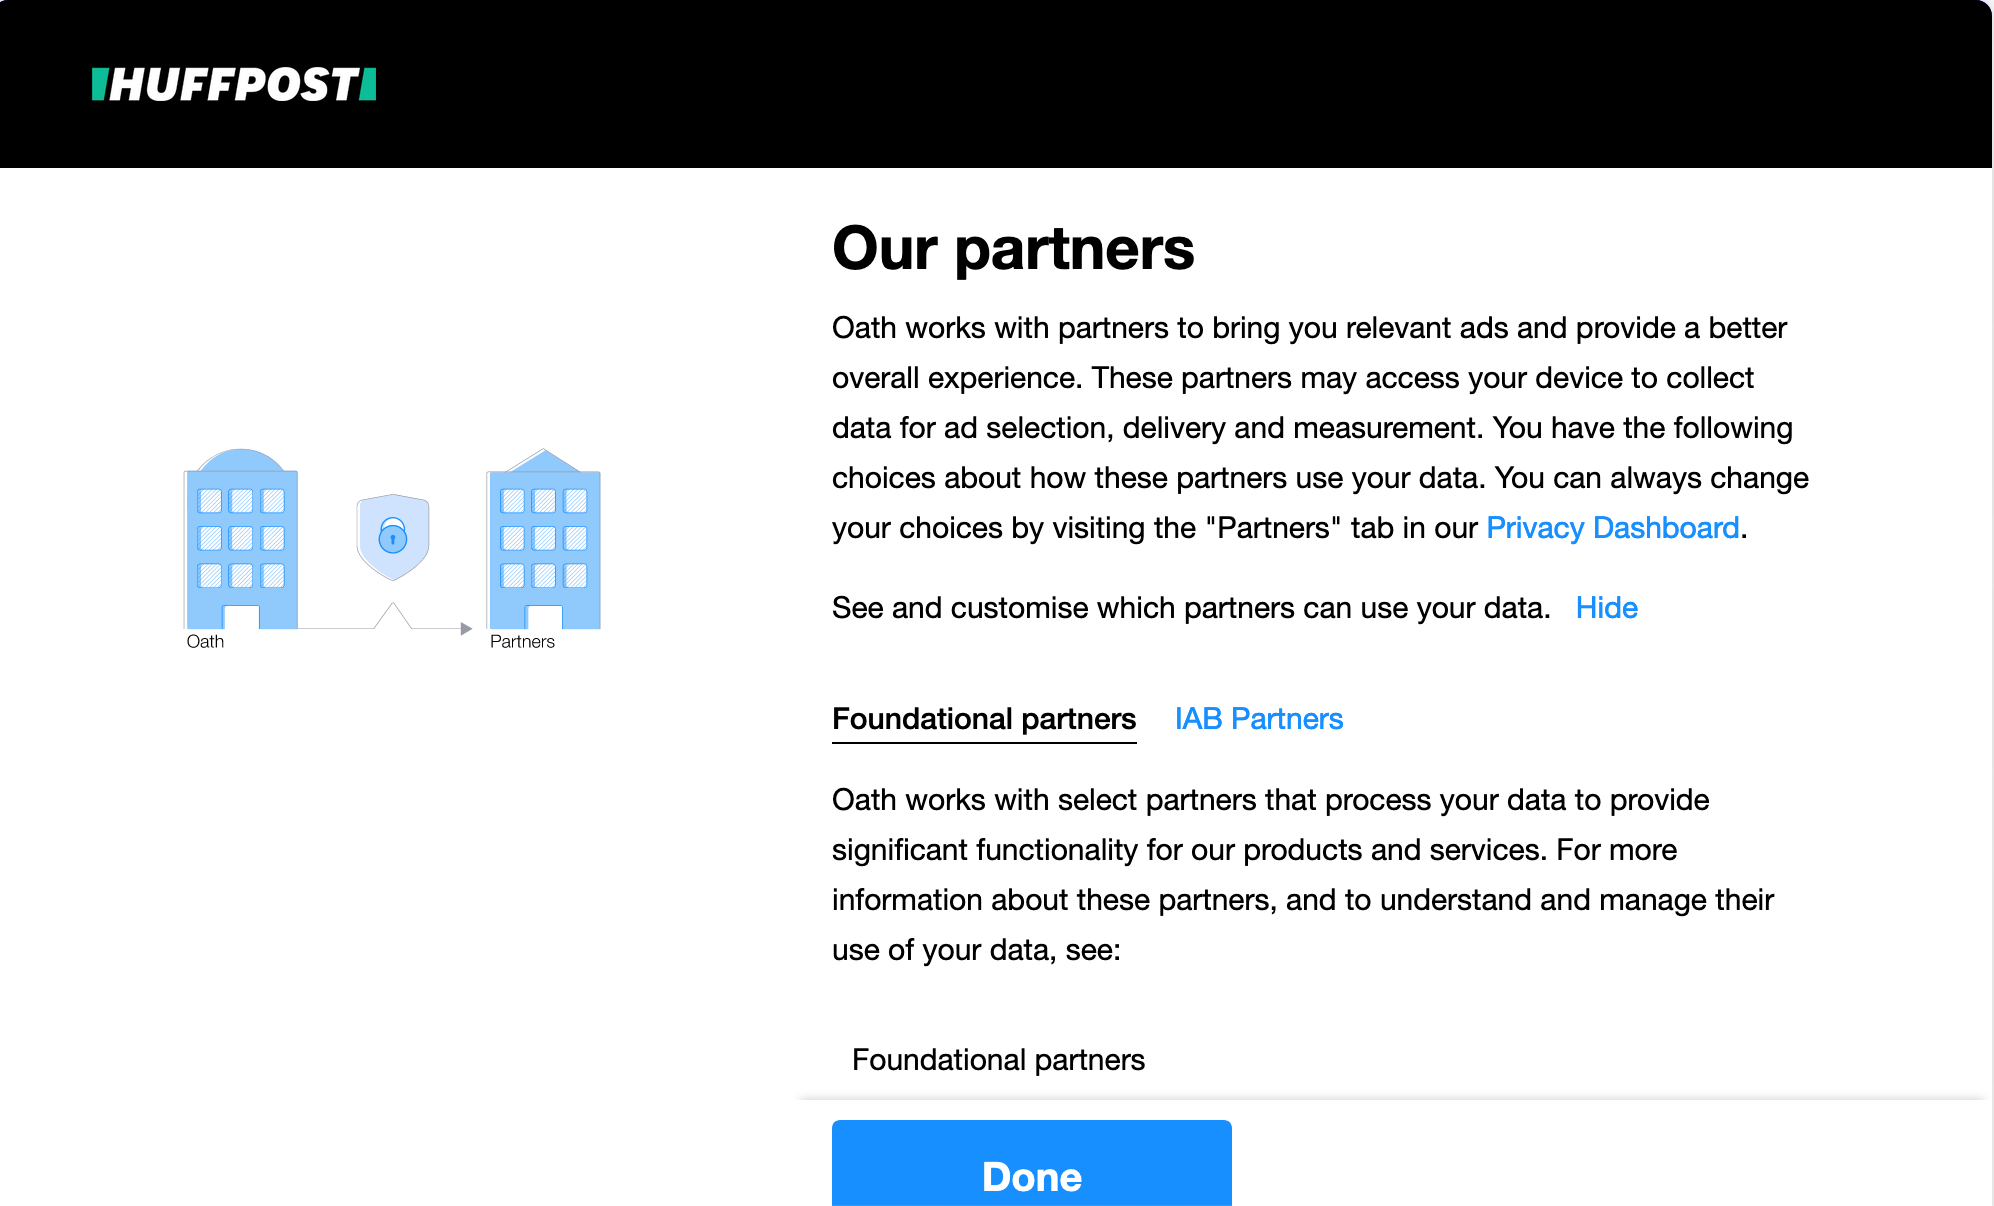 HUFFPOST
Our partners
Oath works with partners to bring you relevant ads and provide a better
overall experience. These partners may access your device to collect
data for ad selection, delivery and measurement. You have the following
choices about how these partners use your data. You can always change
your choices by visiting the "Partners" tab in our Privacy Dashboard.
See and customise which partners can use your data. Hide
Oath
Partners
Foundational partners IAB Partners
Oath works with select partners that process your data to provide
significant functionality for our products and services. For more
information about these partners, and to understand and manage their
use of your data, see:
Foundational partners
Done